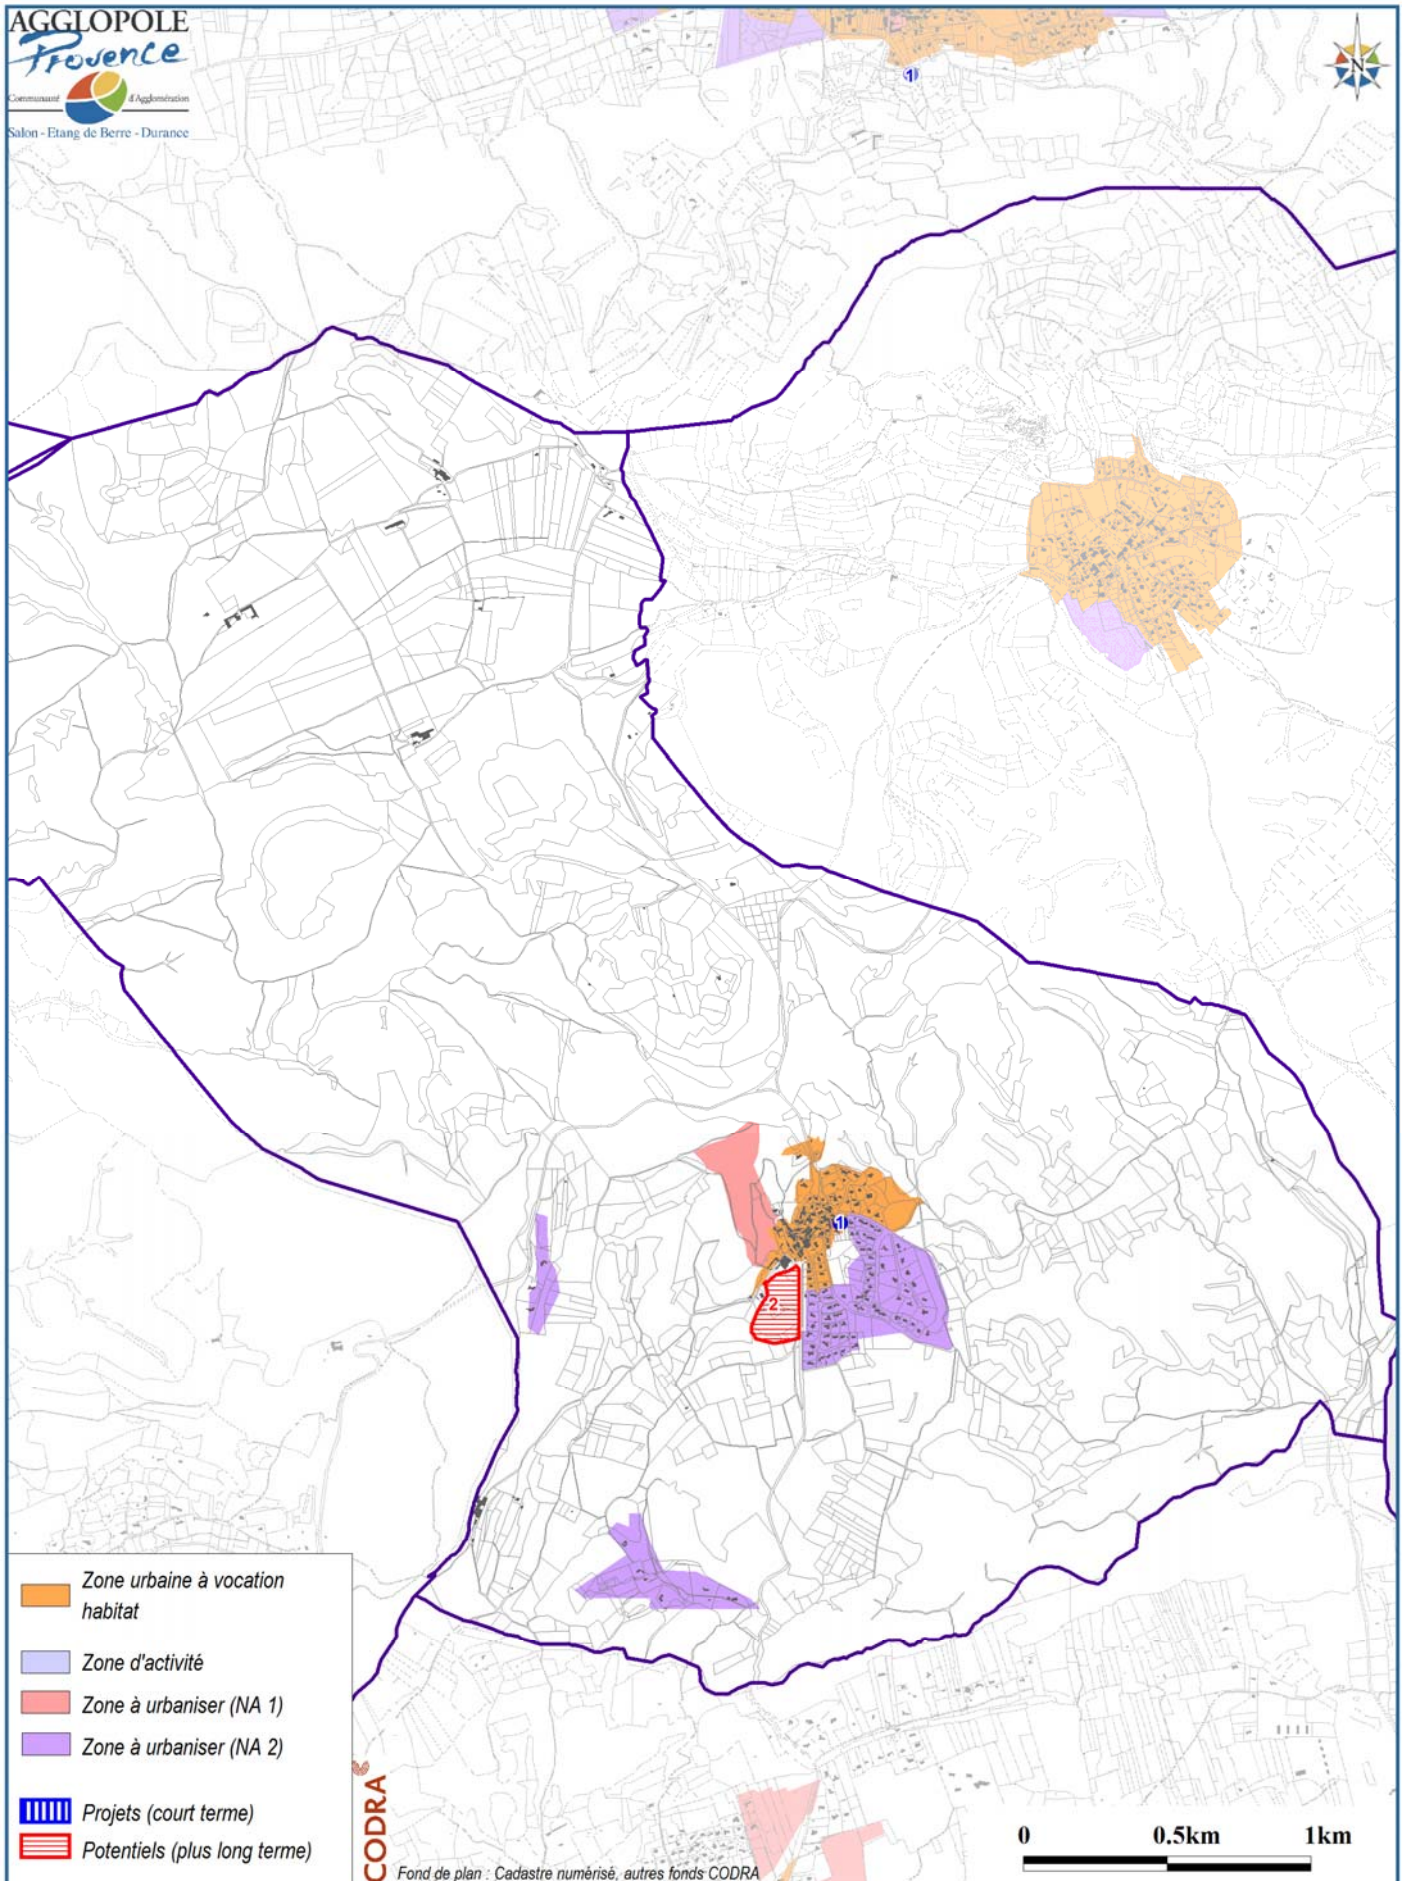 AGGLOPOLE
Provence
Communauté d'Agglomération
Salon - Etang de Berre - Durance
1
N
1
2
Zone urbaine à vocation
habitat
Zone d'activité
Zone à urbaniser (NA 1)
Zone à urbaniser (NA 2)
Projets (court terme)
Potentiels (plus long terme)
CODRA
Fond de plan : Cadastre numérisé, autres fonds CODRA
0 0.5km 1km